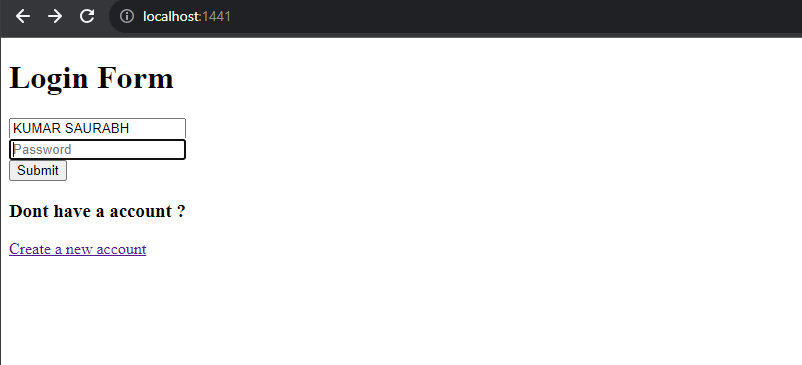 localhost:1441
Login Form
KUMAR SAURABH
Password
Submit
Dont have a account ?
Create a new account